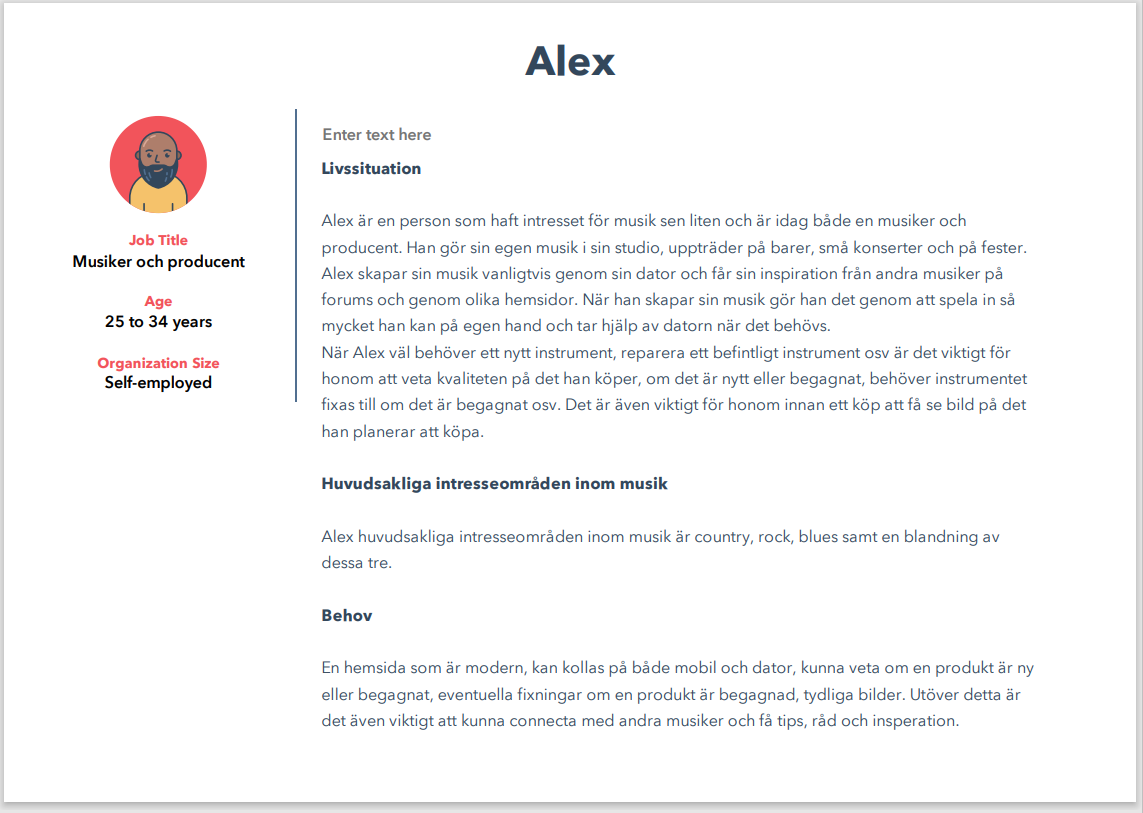 Alex
Job Title
Musiker och producent
Age
25 to 34 years
Organization Size
Self-employed
Enter text here
Livssituation
Alex är en person som haft intresset för musik sen liten och är idag både en musiker och
producent. Han gör sin egen musik i sin studio, uppträder på barer, små konserter och på fester.
Alex skapar sin musik vanligtvis genom sin dator och får sin inspiration från andra musiker på
forums och genom olika hemsidor. När han skapar sin musik gör han det genom att spela in så
mycket han kan på egen hand och tar hjälp av datorn när det behövs.
När Alex väl behöver ett nytt instrument, reparera ett befintligt instrument osv är det viktigt för
honom att veta kvaliteten på det han köper, om det är nytt eller begagnat, behöver instrumentet
fixas till om det är begagnat osv. Det är även viktigt för honom innan ett köp att få se bild på det
han planerar att köpa.
Huvudsakliga intresseområden inom musik
Alex huvudsakliga intresseområden inom musik är country, rock, blues samt en blandning av
dessa tre.
Behov
En hemsida som är modern, kan kollas på både mobil och dator, kunna veta om en produkt är ny
eller begagnat, eventuella fixningar om en produkt är begagnad, tydliga bilder. Utöver detta är
det även viktigt att kunna connecta med andra musiker och få tips, råd och insperation.